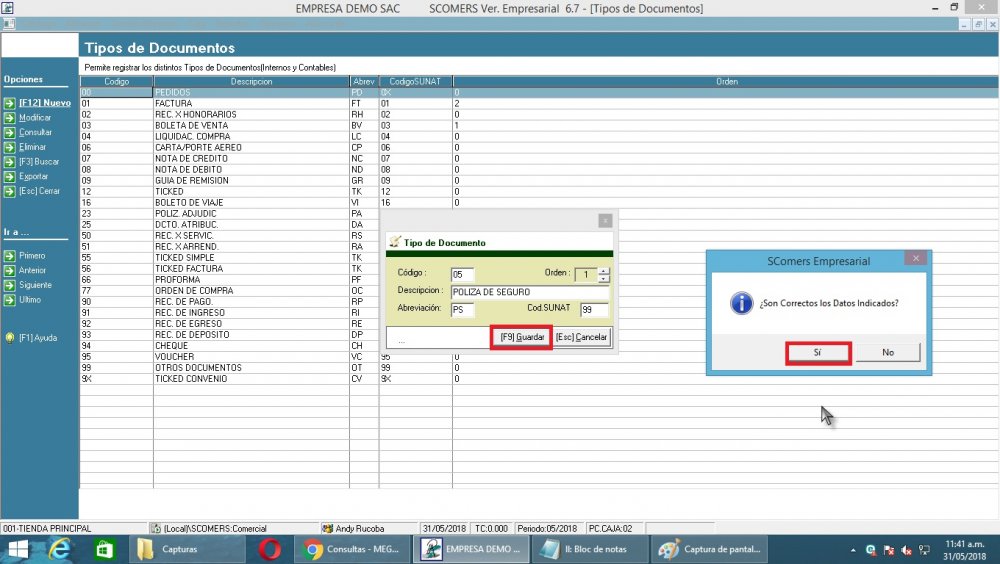 EMPRESA DEMO SAC SCOMERS Ver. Empresarial 6.7 - [Tipos de Documentos]
Tipos de Documentos
Permite registrar los distintos Tipos de Documentos(Internos y Contables)
Opciones
[F12] Nuevo
Modificar
Consultar
Eliminar
[F3] Buscar
Exportar
[Esc] Cerrar
Ir a ...
Primero
Anterior
Siguiente
Ultimo
[F1] Ayuda
Codigo Descripcion Abrev CodigoSUNAT Orden
00 PEDIDOS PD 0X 0
01 FACTURA FT 01 2
02 REC. X HONORARIOS RH 02 0
03 BOLETA DE VENTA BV 03 1
04 LIQUIDAC. COMPRA LC 04 0
06 CARTA/PORTE AEREO CP 06 0
07 NOTA DE CREDITO NC 07 0
08 NOTA DE DEBITO ND 08 0
09 GUIA DE REMISION GR 09 0
12 TICKED TK 12 0
16 BOLETO DE VIAJE VI 16 0
23 POLIZ. ADJUDIC PA
25 DCTO. ATRIBUC. DA
50 REC. X SERVIC. RS
51 REC. X ARREND. RA
55 TICKED SIMPLE TK
56 TICKED FACTURA TK
66 PROFORMA PF
77 ORDEN DE COMPRA OC
90 REC. DE PAGO. RP
91 REC. DE INGRESO RI
92 REC. DE EGRESO RE
93 REC. DE DEPOSITO DP
94 CHEQUE CH
95 VOUCHER VC 95 0
99 OTROS DOCUMENTOS OT 99 0
9X TICKED CONVENIO CV 9X 0
Tipo de Documento
Código : 05 Orden : 1
Descripcion : POLIZA DE SEGURO
Abreviación: PS Cod.SUNAT 99
... [F9] Guardar [Esc] Cancelar
SComers Empresarial
¿Son Correctos los Datos Indicados?
Sí No
001-TIENDA PRINCIPAL (Local)\SCOMERS:Comercial Andy Rucoba 31/05/2018 TC:0.000 Periodo:05/2018 PC.CAJA:02
Capturas Consultas - MEG... EMPRESA DEMO ... II: Bloc de notas Captura de pantal...
11:41 a.m.
31/05/2018